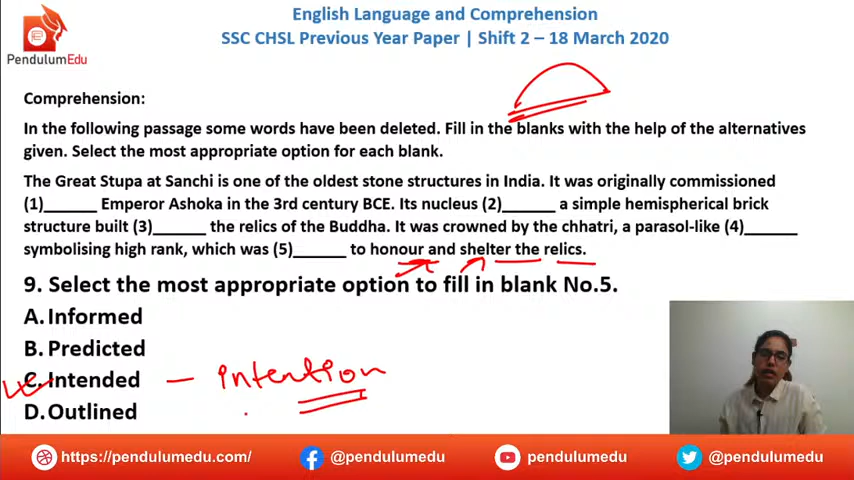 English Language and Comprehension
SSC CHSL Previous Year Paper | Shift 2 – 18 March 2020
PendulumEdu
Comprehension:
In the following passage some words have been deleted. Fill in the blanks with the help of the alternatives
given. Select the most appropriate option for each blank.
The Great Stupa at Sanchi is one of the oldest stone structures in India. It was originally commissioned
(1)______ Emperor Ashoka in the 3rd century BCE. Its nucleus (2)______ a simple hemispherical brick
structure built (3)______ the relics of the Buddha. It was crowned by the chhatri, a parasol-like (4)______
symbolising high rank, which was (5)______ to honour and shelter the relics.
9. Select the most appropriate option to fill in blank No.5.
A. Informed
B. Predicted
C. Intended – intention
D. Outlined
https://pendulumedu.com/ @pendulumedu pendulumedu @pendulumedu